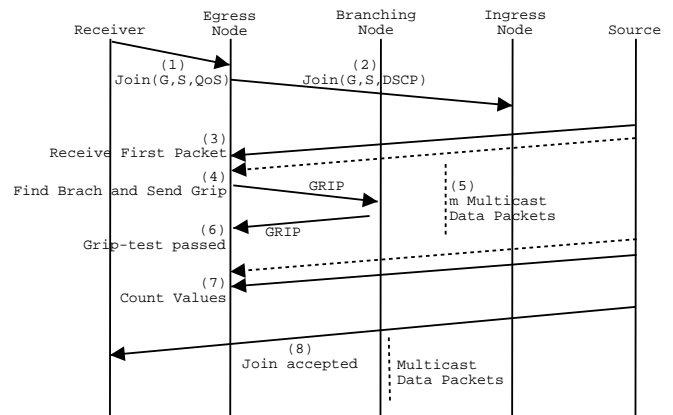 Receiver
Egress
Node
Branching
Node
Ingress
Node
Source
(1)
Join(G,S,QoS)
(2)
Join(G,S,DSCP)
(3)
Receive First Packet
(4)
Find Brach and Send Grip
GRIP
(5)
m Multicast
Data Packets
(6)
Grip-test passed
GRIP
(7)
Count Values
(8)
Join accepted
Multicast
Data Packets